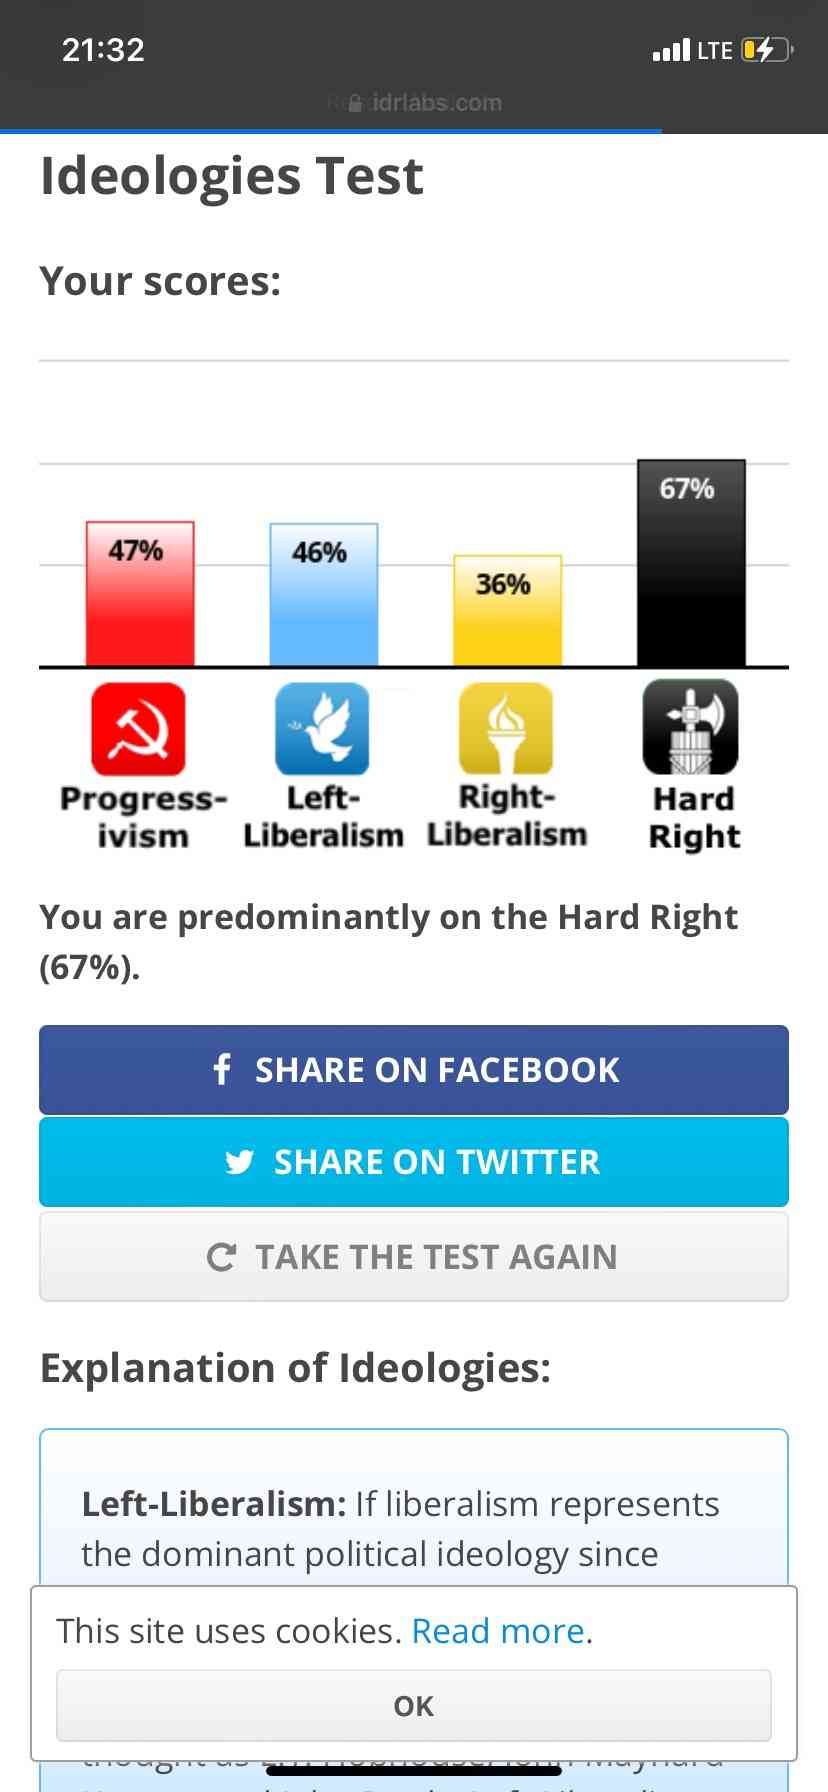 21:32
LTE
idrlabs.com
Ideologies Test
Your scores:
47%
46%
36%
67%
Progress-
ivism
Left-
Liberalism
Right-
Liberalism
Hard
Right
You are predominantly on the Hard Right
(67%).
SHARE ON FACEBOOK
SHARE ON TWITTER
TAKE THE TEST AGAIN
Explanation of Ideologies:
Left-Liberalism: If liberalism represents
the dominant political ideology since
This site uses cookies. Read more.
OK